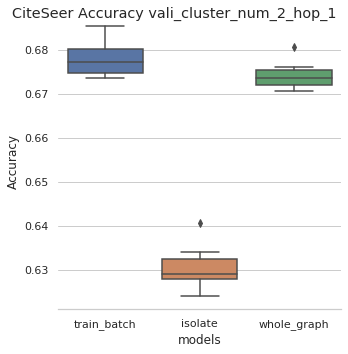 CiteSeer Accuracy vali_cluster_num_2_hop_1
0.68
0.67
0.66
0.65
0.64
0.63
Accuracy
train_batch isolate whole_graph
models